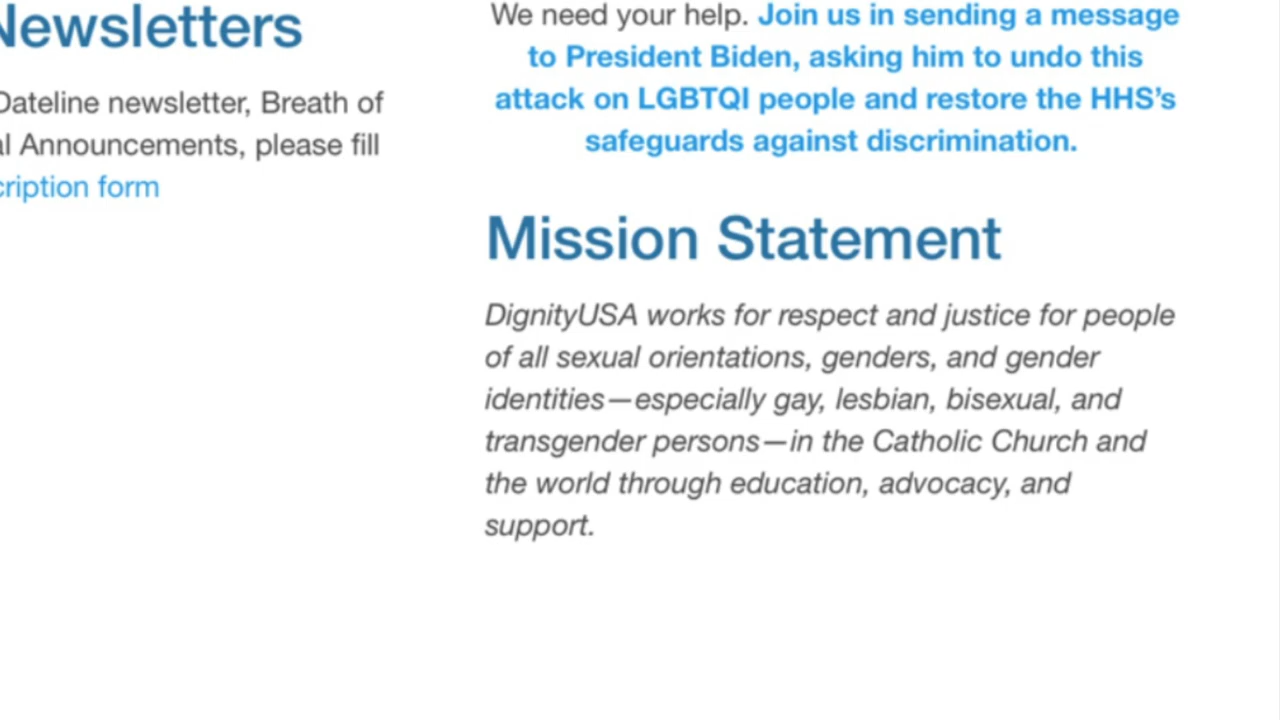 Newsletters
Dateline newsletter, Breath of
al Announcements, please fill
cription form
We need your help. Join us in sending a message
to President Biden, asking him to undo this
attack on LGBTQI people and restore the HHS’s
safeguards against discrimination.
Mission Statement
DignityUSA works for respect and justice for people
of all sexual orientations, genders, and gender
identities—especially gay, lesbian, bisexual, and
transgender persons—in the Catholic Church and
the world through education, advocacy, and
support.